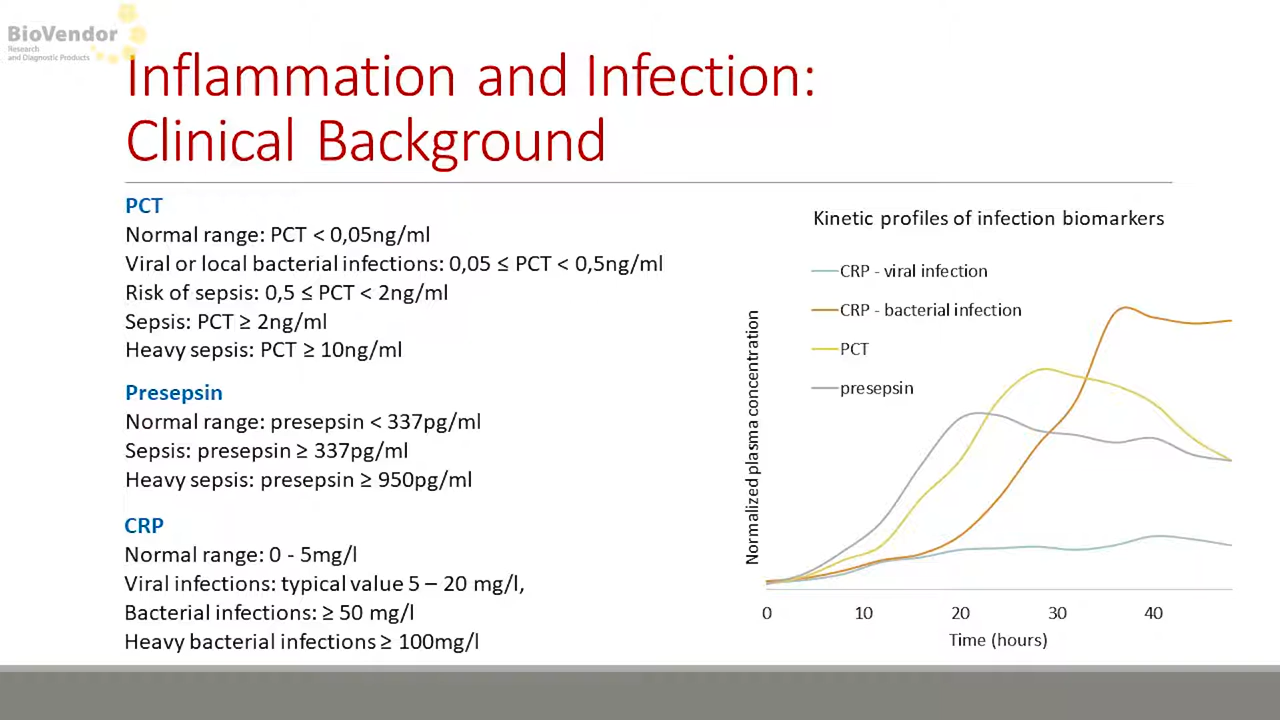 BioVendor
Research
and Diagnostic Products
Inflammation and Infection:
Clinical Background
PCT
Normal range: PCT < 0,05ng/ml
Viral or local bacterial infections: 0,05 ≤ PCT < 0,5ng/ml
Risk of sepsis: 0,5 ≤ PCT < 2ng/ml
Sepsis: PCT ≥ 2ng/ml
Heavy sepsis: PCT ≥ 10ng/ml
Presepsin
Normal range: presepsin < 337pg/ml
Sepsis: presepsin ≥ 337pg/ml
Heavy sepsis: presepsin ≥ 950pg/ml
CRP
Normal range: 0 - 5mg/l
Viral infections: typical value 5 – 20 mg/l,
Bacterial infections: ≥ 50 mg/l
Heavy bacterial infections ≥ 100mg/l
Kinetic profiles of infection biomarkers
CRP - viral infection
CRP - bacterial infection
PCT
presepsin
Normalized plasma concentration
0 10 20 30 40
Time (hours)